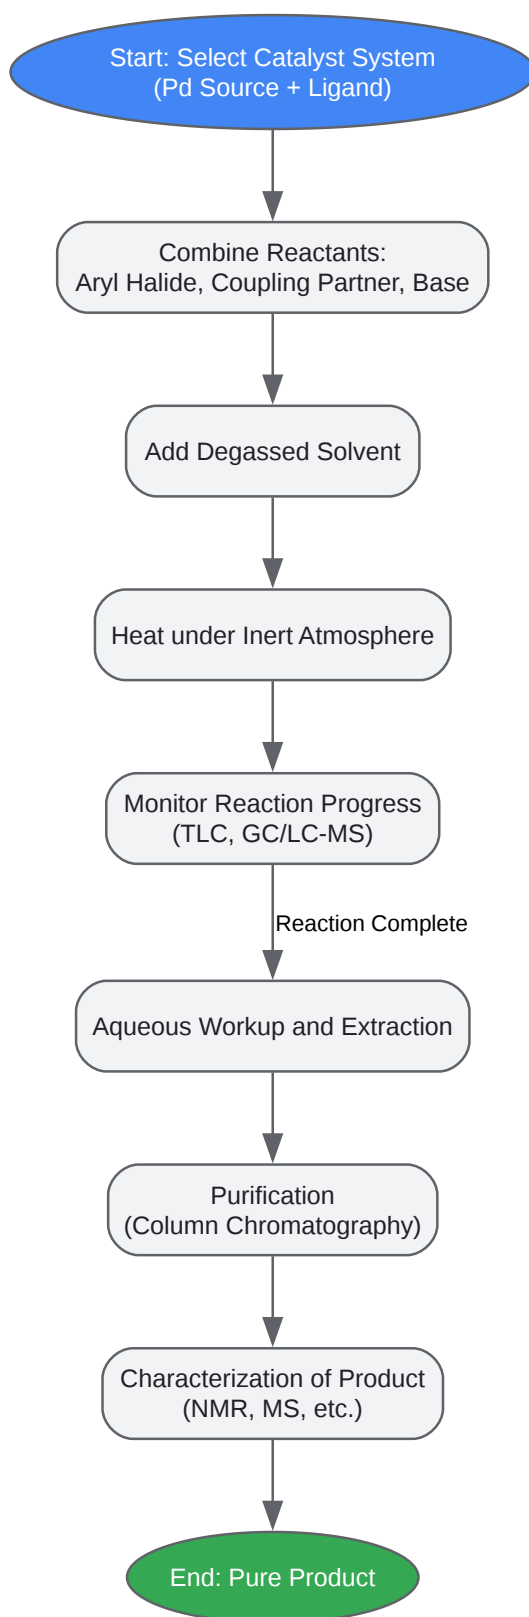 Start: Select Catalyst System
(Pd Source + Ligand)
Combine Reactants:
Aryl Halide, Coupling Partner, Base
Add Degassed Solvent
Heat under Inert Atmosphere
Monitor Reaction Progress
(TLC, GC/LC-MS)
Reaction Complete
Aqueous Workup and Extraction
Purification
(Column Chromatography)
Characterization of Product
(NMR, MS, etc.)
End: Pure Product